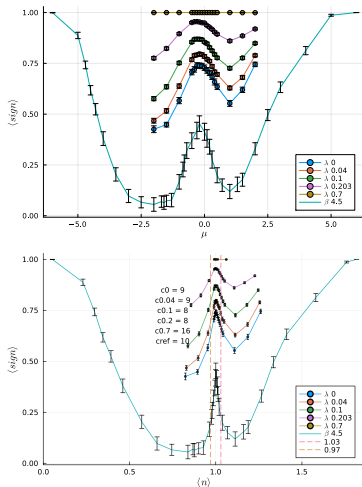 1.00
0.75
0.50
0.25
0.00
⟨sign⟩
−5.0
−2.5
0.0
2.5
5.0
μ
λ 0
λ 0.04
λ 0.1
λ 0.203
λ 0.7
β 4.5
1.00
0.75
0.50
0.25
0.00
⟨sign⟩
c0 = 9
c0.04 = 9
c0.1 = 8
c0.2 = 8
c0.7 = 16
cref = 10
0.0
0.5
1.0
1.5
⟨n⟩
λ 0
λ 0.04
λ 0.1
λ 0.203
λ 0.7
β 4.5
1.03
0.97